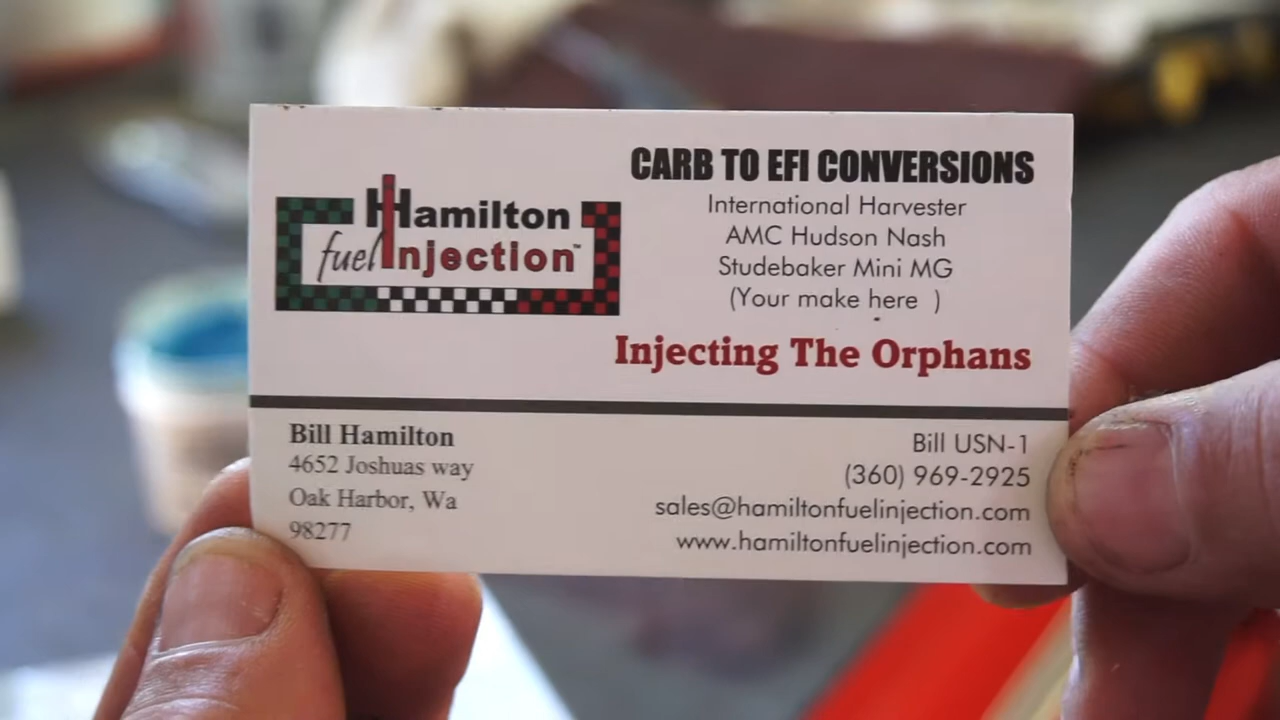 Hamilton
fuel Injection™
CARB TO EFI CONVERSIONS
International Harvester
AMC Hudson Nash
Studebaker Mini MG
(Your make here  )
Injecting The Orphans
Bill Hamilton
4652 Joshuas way
Oak Harbor, Wa
98277
Bill USN-1
(360) 969-2925
sales@hamiltonfuelinjection.com
www.hamiltonfuelinjection.com